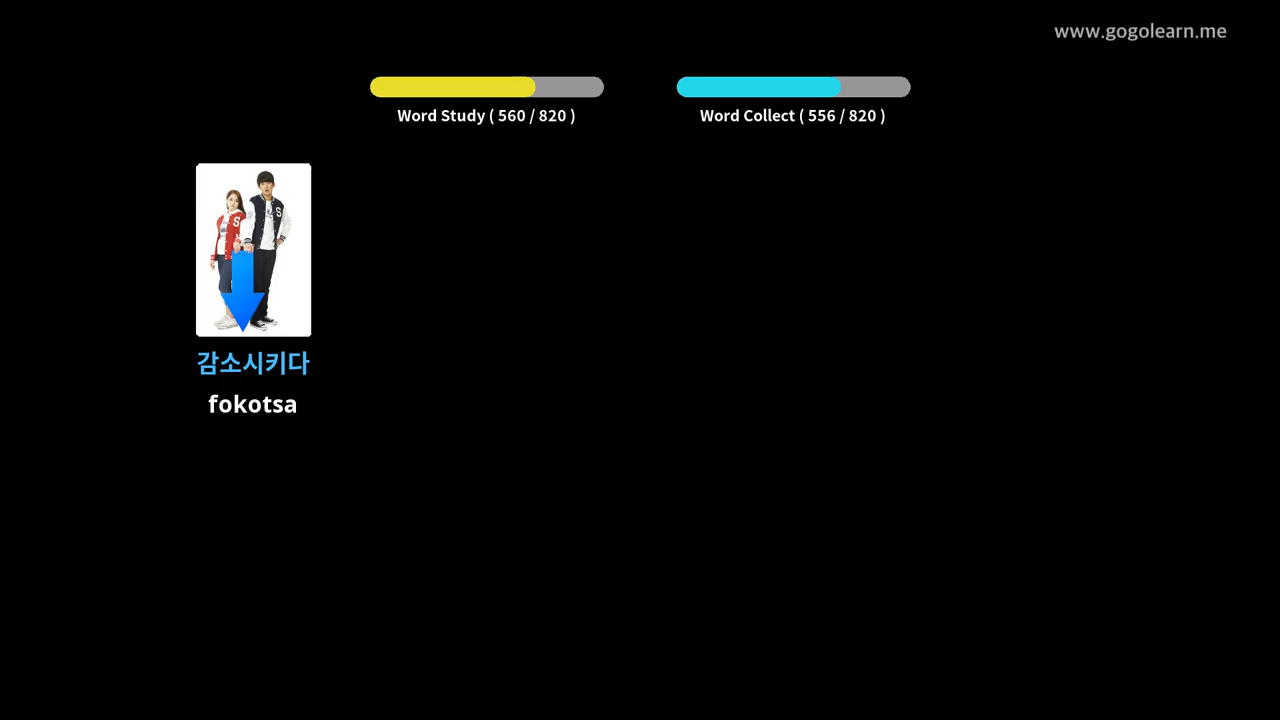 www.gogolearn.me
Word Study ( 560 / 820 )
Word Collect ( 556 / 820 )
S
S
감소시키다
fokotsa